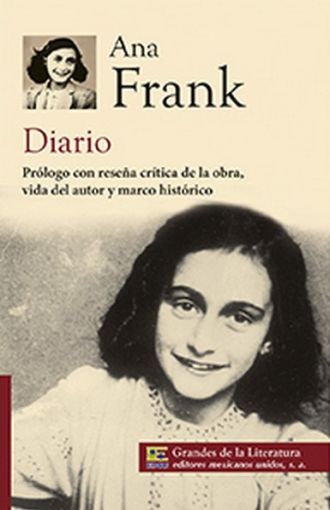 Ana
Frank
Diario
Prólogo con reseña crítica de la obra,
vida del autor y marco histórico
Grandes de la Literatura
editores mexicanos unidos, s. a.